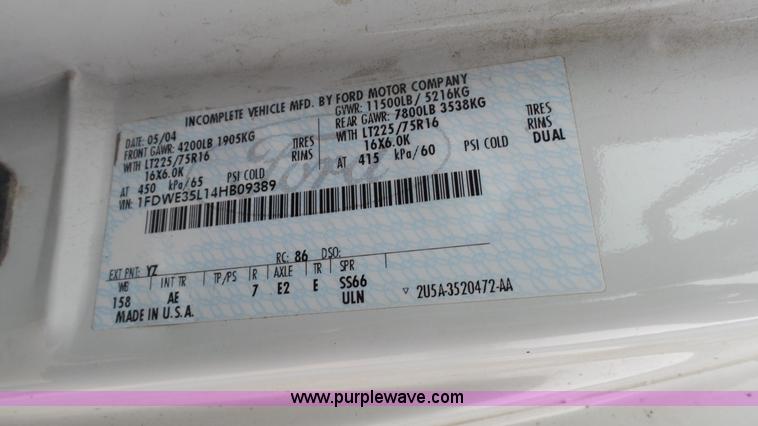 INCOMPLETE VEHICLE MFD. BY FORD MOTOR COMPANY
DATE: 05/04 GVWR: 11500LB/ 5216KG
FRONT GAWR: 4200LB 1905KG REAR GAWR: 7800LB 3538KG
WITH LT225/75R16 TIRES WITH LT225/75R16 TIRES
16X6.0K RIMS 16X6.0K RIMS
AT 450 kPa/65 PSI COLD AT 415 kPa/60 PSI COLD DUAL
VIN: 1FDWE35L14HB09389
Ford
EXT PNT: YZ RC: 86 DSO:
WB INT TR TP/PS R AXLE TR SPR
158 AE 7 E2 E SS66
ULN
MADE IN U.S.A. 2U5A-3520472-AA
www.purplewave.com